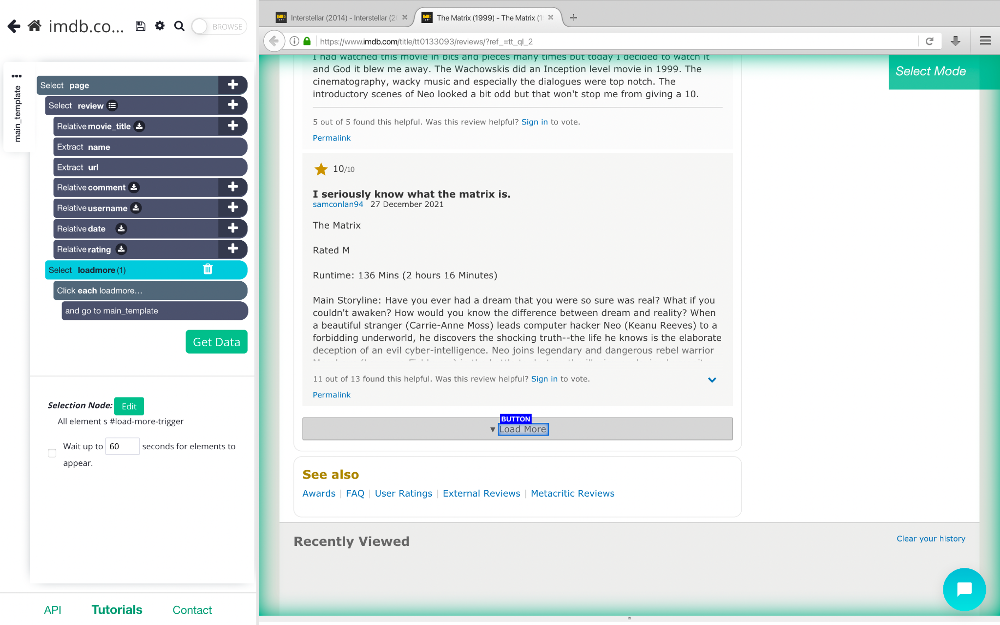 imdb.co...
BROWSE
main_template
Select page
Select review
Relative movie_title
Extract name
Extract url
Relative comment
Relative username
Relative date
Relative rating
Select loadmore (1)
Click each loadmore...
and go to main_template
Get Data
Selection Node: Edit
All element s #load-more-trigger
Wait up to 60 seconds for elements to
appear.
API Tutorials Contact
Interstellar (2014) - Interstellar (2
The Matrix (1999) - The Matrix (1
https://www.imdb.com/title/tt0133093/reviews/?ref_=tt_ql_2
Select Mode
I had watched this movie in bits and pieces many times but today I decided to watch it
and God it blew me away. The Wachowskis did an Inception level movie in 1999. The
cinematography, wacky music and especially the dialogues were top notch. The
introductory scenes of Neo looked a bit odd but that won't stop me from giving a 10.
5 out of 5 found this helpful. Was this review helpful? Sign in to vote.
Permalink
10/10
I seriously know what the matrix is.
samconlan94 27 December 2021
The Matrix
Rated M
Runtime: 136 Mins (2 hours 16 Minutes)
Main Storyline: Have you ever had a dream that you were so sure was real? What if you
couldn't awaken? How would you know the difference between dream and reality? When
a beautiful stranger (Carrie-Anne Moss) leads computer hacker Neo (Keanu Reeves) to a
forbidding underworld, he discovers the shocking truth--the life he knows is the elaborate
deception of an evil cyber-intelligence. Neo joins legendary and dangerous rebel warrior
11 out of 13 found this helpful. Was this review helpful? Sign in to vote.
Permalink
BUTTON
▼ Load More
See also
Awards | FAQ | User Ratings | External Reviews | Metacritic Reviews
Recently Viewed
Clear your history